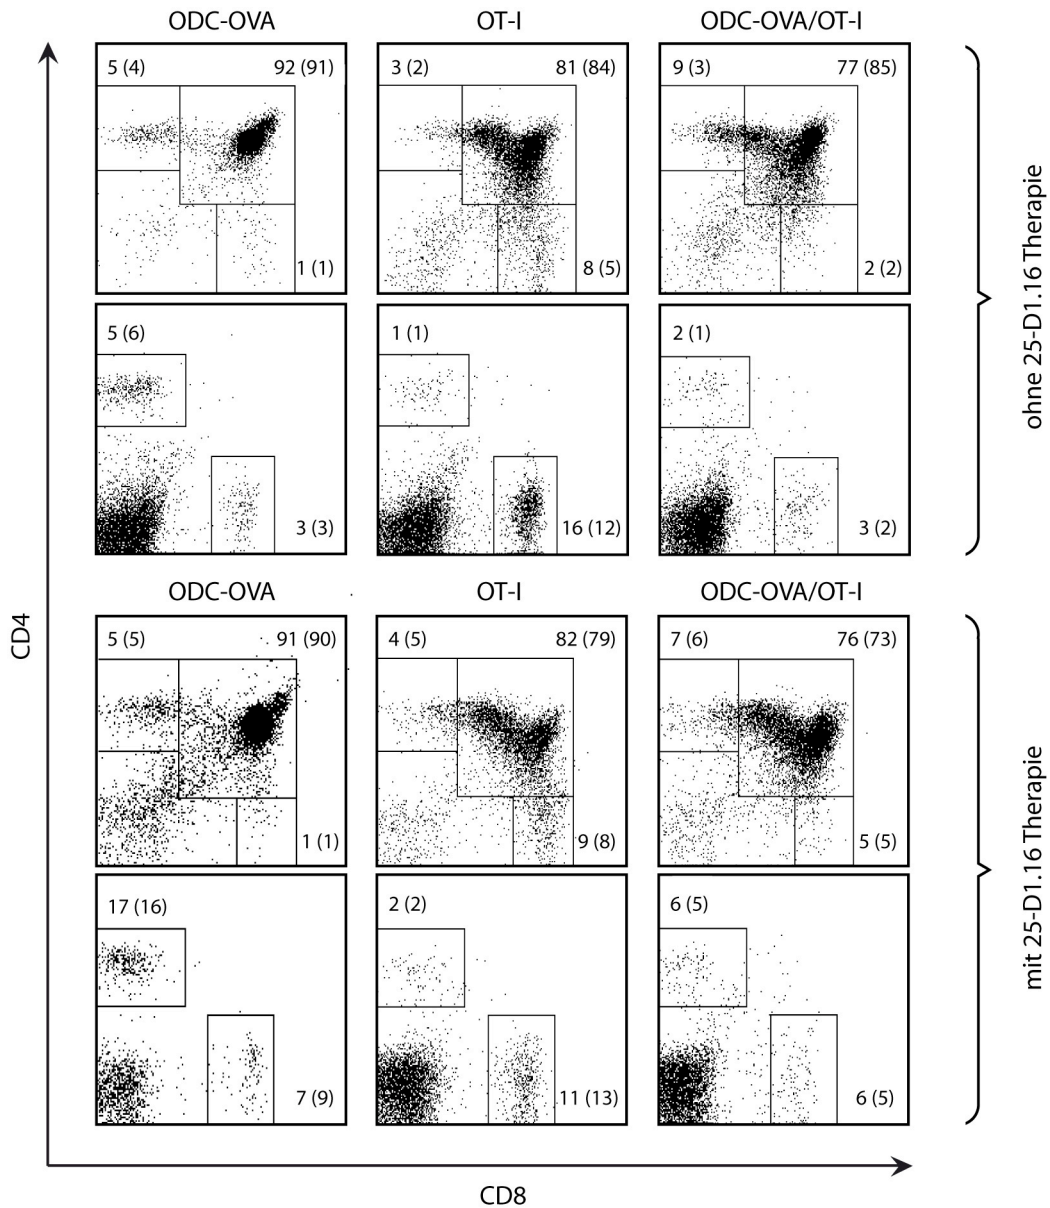 ODC-OVA OT-I ODC-OVA/OT-I
5 (4) 92 (91) 3 (2) 81 (84) 9 (3) 77 (85)
1 (1) 8 (5) 2 (2)
5 (6) 1 (1) 2 (1)
3 (3) 16 (12) 3 (2)
ohne 25-D1.16 Therapie
ODC-OVA OT-I ODC-OVA/OT-I
5 (5) 91 (90) 4 (5) 82 (79) 7 (6) 76 (73)
1 (1) 9 (8) 5 (5)
17 (16) 2 (2) 6 (5)
7 (9) 11 (13) 6 (5)
mit 25-D1.16 Therapie
CD4
CD8